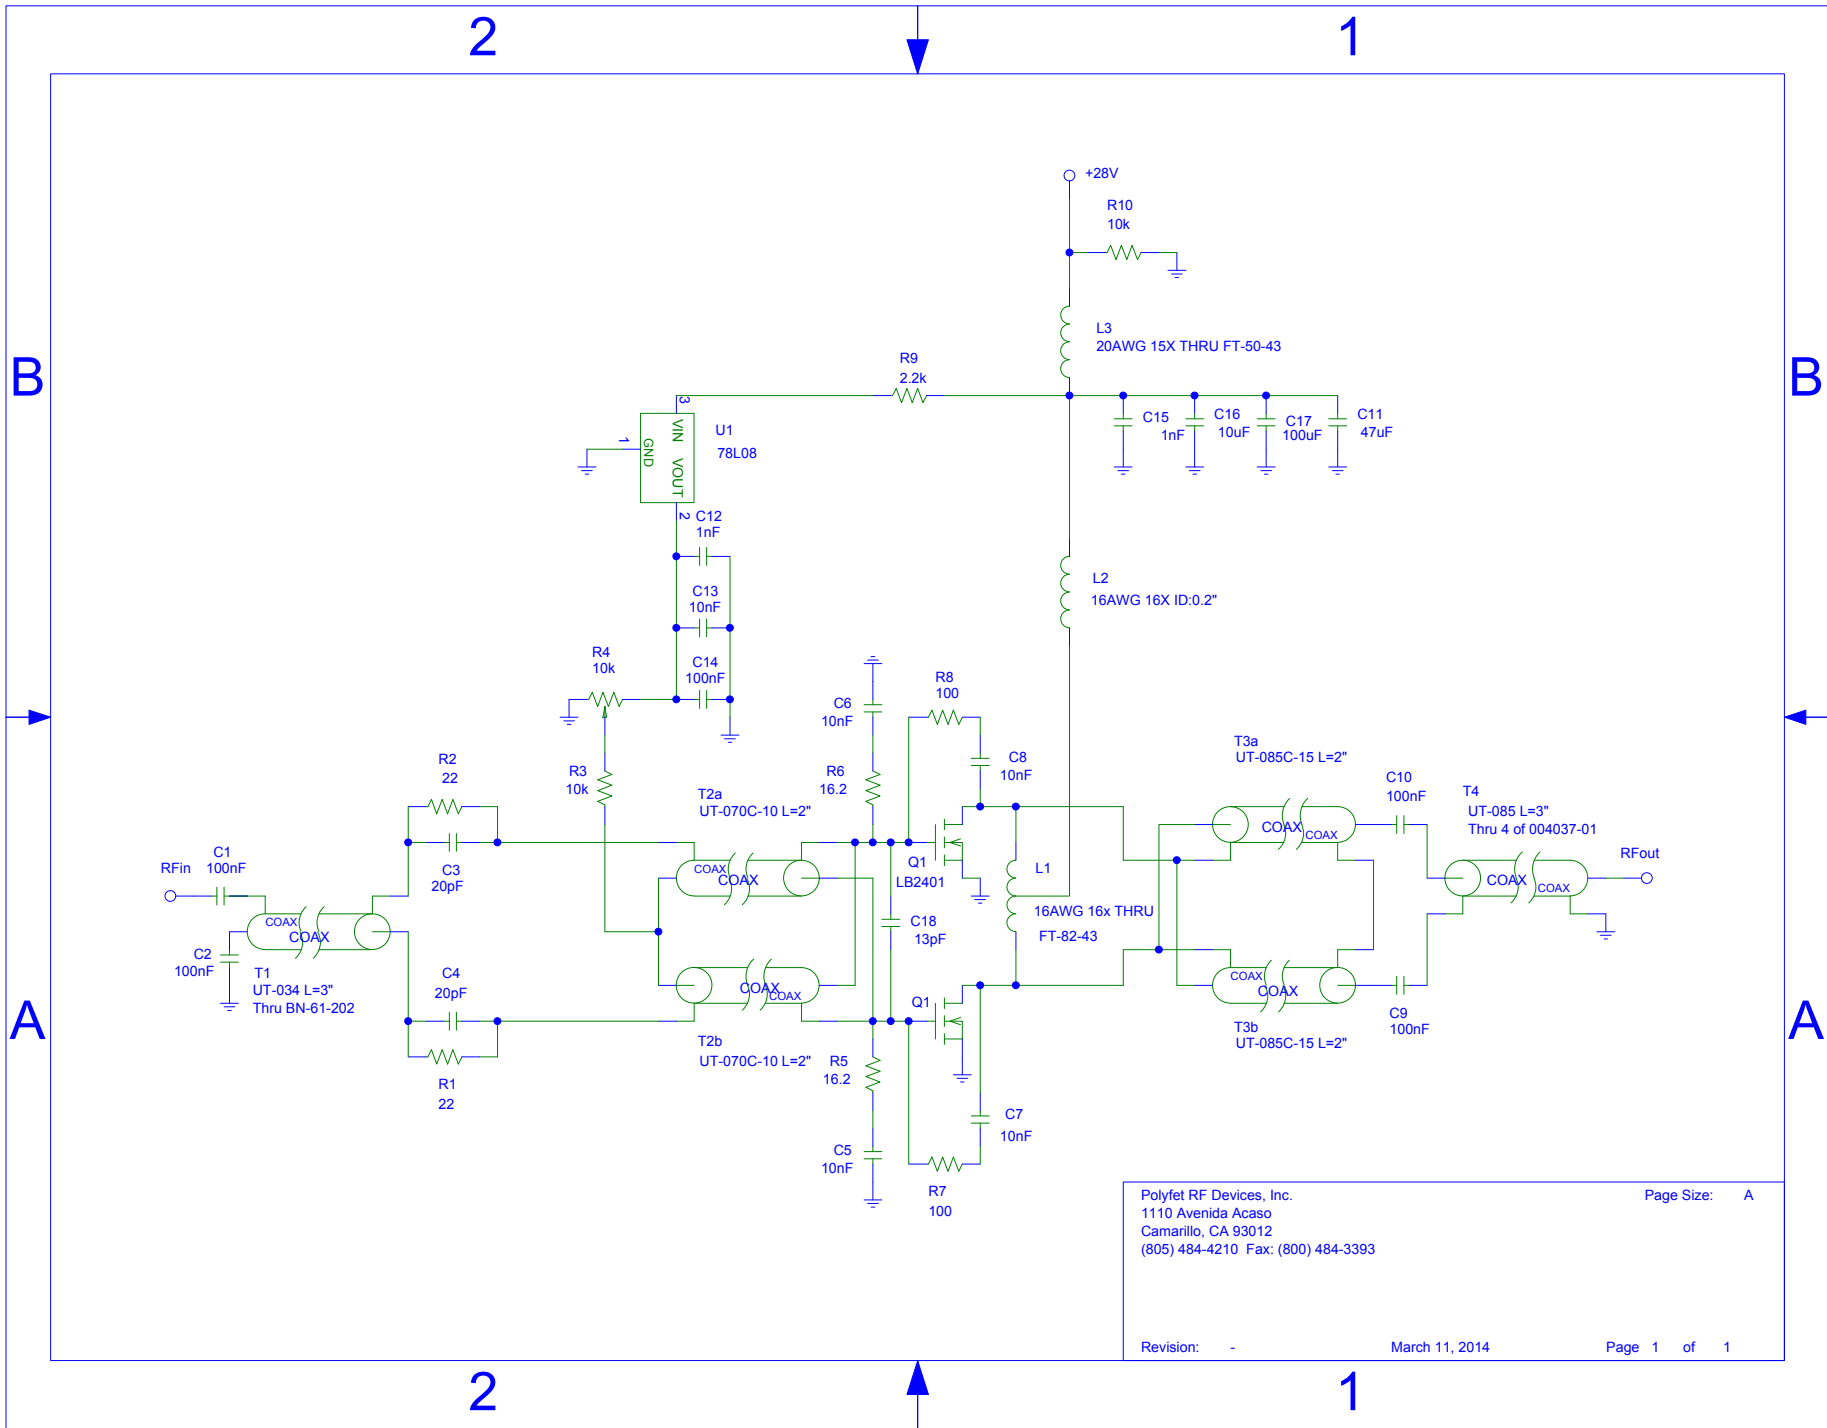 2
1
+28V
R10
10k
L3
20AWG 15X THRU FT-50-43
B
B
R9
2.2k
3
VIN
VOUT
GND
1
2
U1
78L08
C15
1nF
C16
10uF
C17
100uF
C11
47uF
C12
1nF
C13
10nF
C14
100nF
L2
16AWG 16X ID:0.2"
R4
10k
R3
10k
C6
10nF
R6
16.2
R8
100
C8
10nF
R2
22
C3
20pF
T2a
UT-070C-10 L=2"
COAX
COAX
RFin
C1
100nF
COAX
COAX
C2
100nF
T1
UT-034 L=3"
Thru BN-61-202
C4
20pF
R1
22
COAX
COAX
T2b
UT-070C-10 L=2"
Q1
LB2401
L1
16AWG 16x THRU
FT-82-43
C18
13pF
Q1
R5
16.2
C5
10nF
R7
100
C7
10nF
T3a
UT-085C-15 L=2"
COAX
COAX
C10
100nF
T4
UT-085 L=3"
Thru 4 of 004037-01
COAX
COAX
RFout
COAX
COAX
T3b
UT-085C-15 L=2"
C9
100nF
A
A
Polyfet RF Devices, Inc.
Page Size: A
1110 Avenida Acaso
Camarillo, CA 93012
(805) 484-4210 Fax: (800) 484-3393
Revision: -
March 11, 2014
Page 1 of 1
2
1